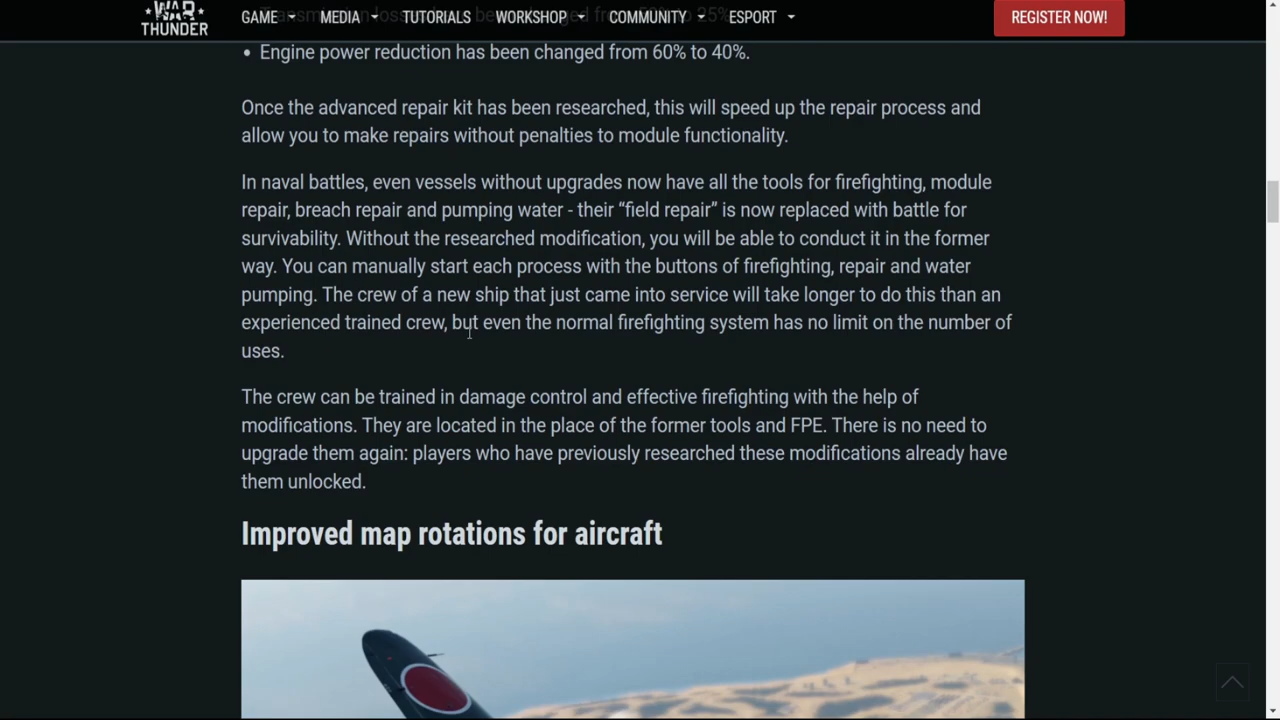 WAR
THUNDER
GAME MEDIA TUTORIALS WORKSHOP COMMUNITY ESPORT REGISTER NOW!
• Engine power reduction has been changed from 60% to 40%.
Once the advanced repair kit has been researched, this will speed up the repair process and
allow you to make repairs without penalties to module functionality.
In naval battles, even vessels without upgrades now have all the tools for firefighting, module
repair, breach repair and pumping water - their “field repair” is now replaced with battle for
survivability. Without the researched modification, you will be able to conduct it in the former
way. You can manually start each process with the buttons of firefighting, repair and water
pumping. The crew of a new ship that just came into service will take longer to do this than an
experienced trained crew, but even the normal firefighting system has no limit on the number of
uses.
The crew can be trained in damage control and effective firefighting with the help of
modifications. They are located in the place of the former tools and FPE. There is no need to
upgrade them again: players who have previously researched these modifications already have
them unlocked.
Improved map rotations for aircraft